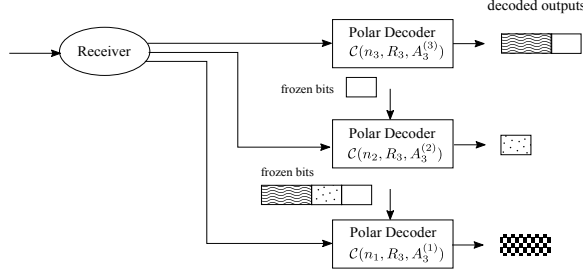 decoded outputs
Receiver
Polar Decoder
C(n₃, R₃, A₃⁽³⁾)
frozen bits
Polar Decoder
C(n₂, R₃, A₃⁽²⁾)
frozen bits
Polar Decoder
C(n₁, R₃, A₃⁽¹⁾)